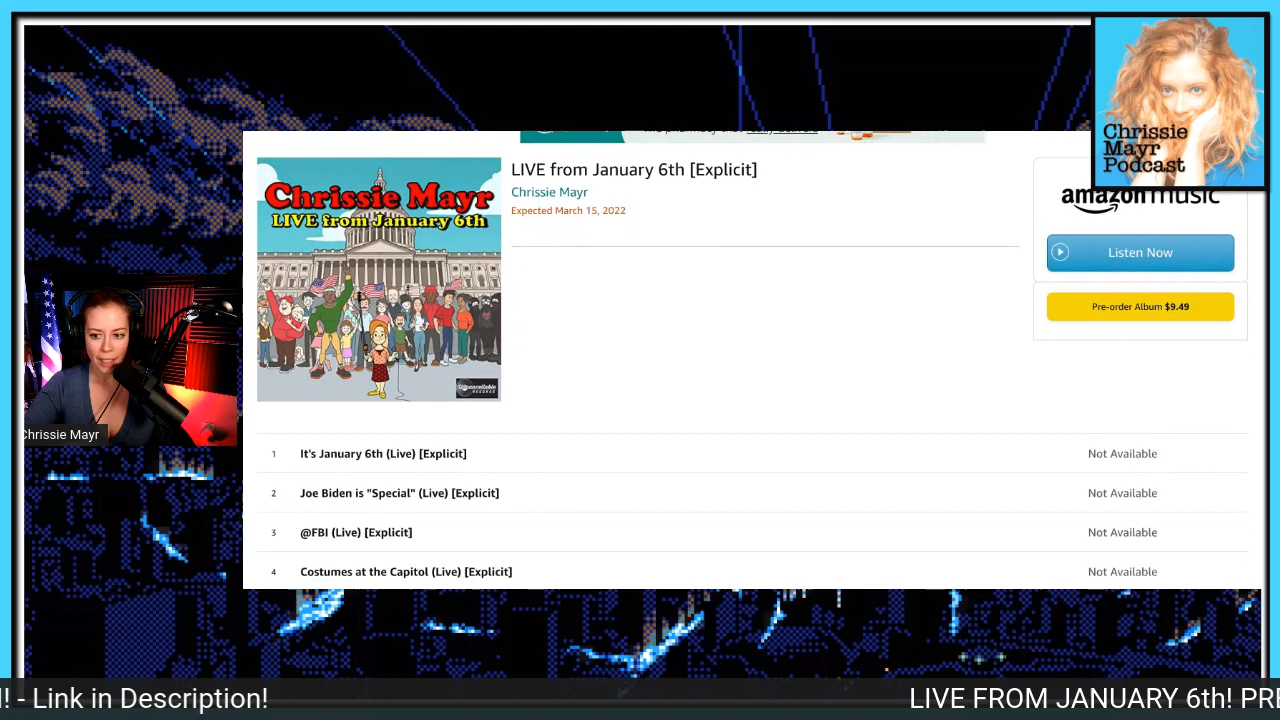 Chrissie
Mayr
Podcast
Chrissie Mayr
LIVE from January 6th
Uncancellable
RECORDS
LIVE from January 6th [Explicit]
Chrissie Mayr
Expected March 15, 2022
amazon music
Listen Now
Pre-order Album $9.49
Chrissie Mayr
1 It's January 6th (Live) [Explicit] Not Available
2 Joe Biden is "Special" (Live) [Explicit] Not Available
3 @FBI (Live) [Explicit] Not Available
4 Costumes at the Capitol (Live) [Explicit] Not Available
! - Link in Description! LIVE FROM JANUARY 6th! PRE